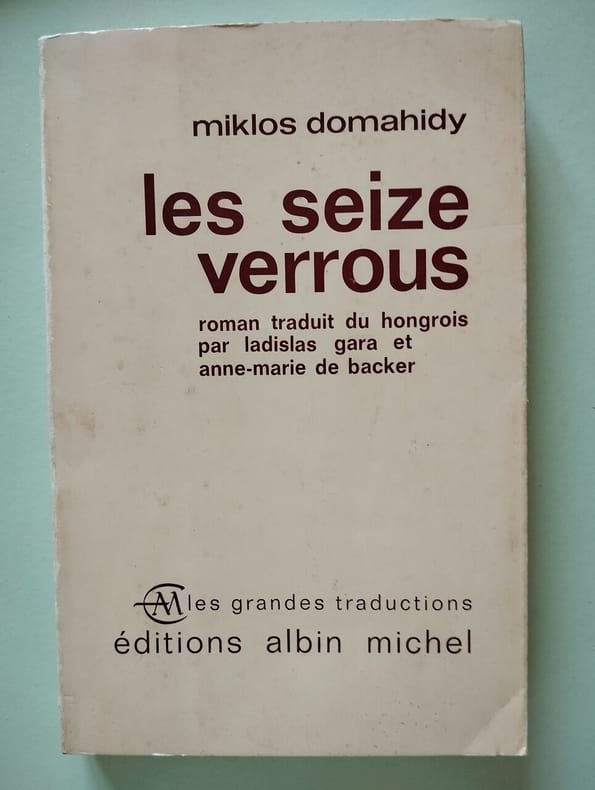 miklos domahidy
les seize
verrous
roman traduit du hongrois
par ladislas gara et
anne-marie de backer
AM les grandes traductions
éditions albin michel